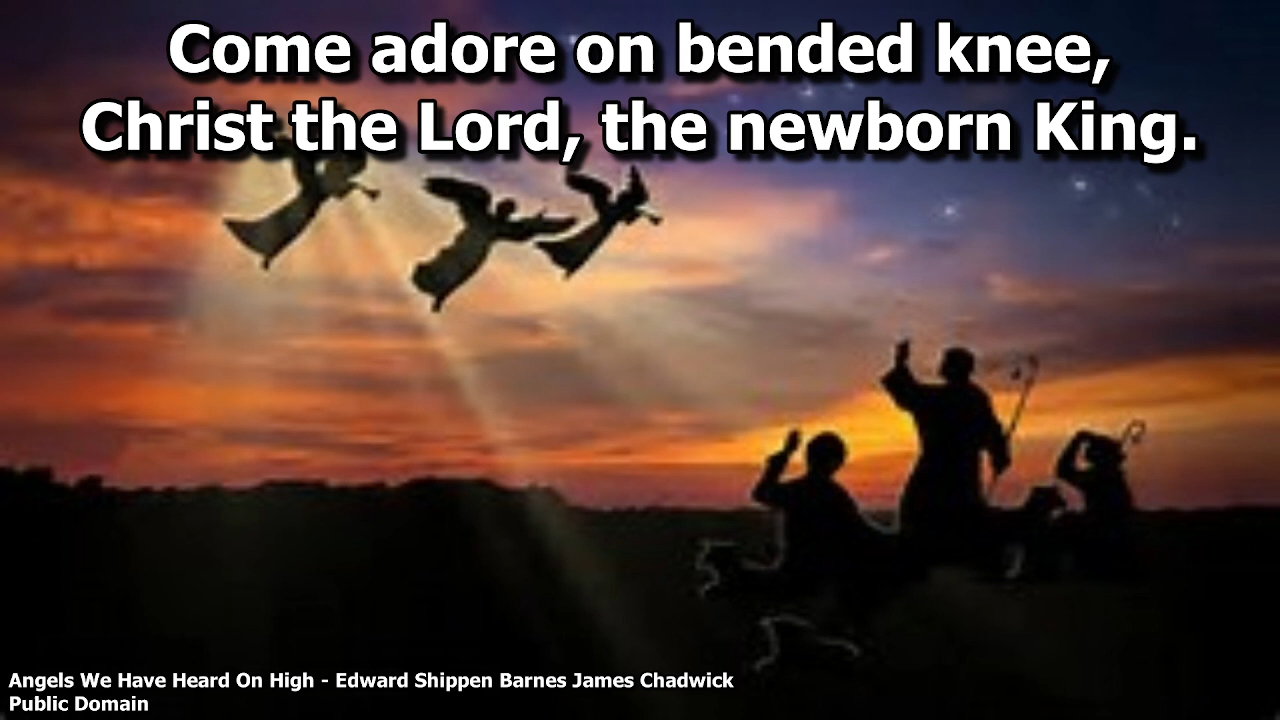 Come adore on bended knee,
Christ the Lord, the newborn King.
Angels We Have Heard On High - Edward Shippen Barnes James Chadwick
Public Domain